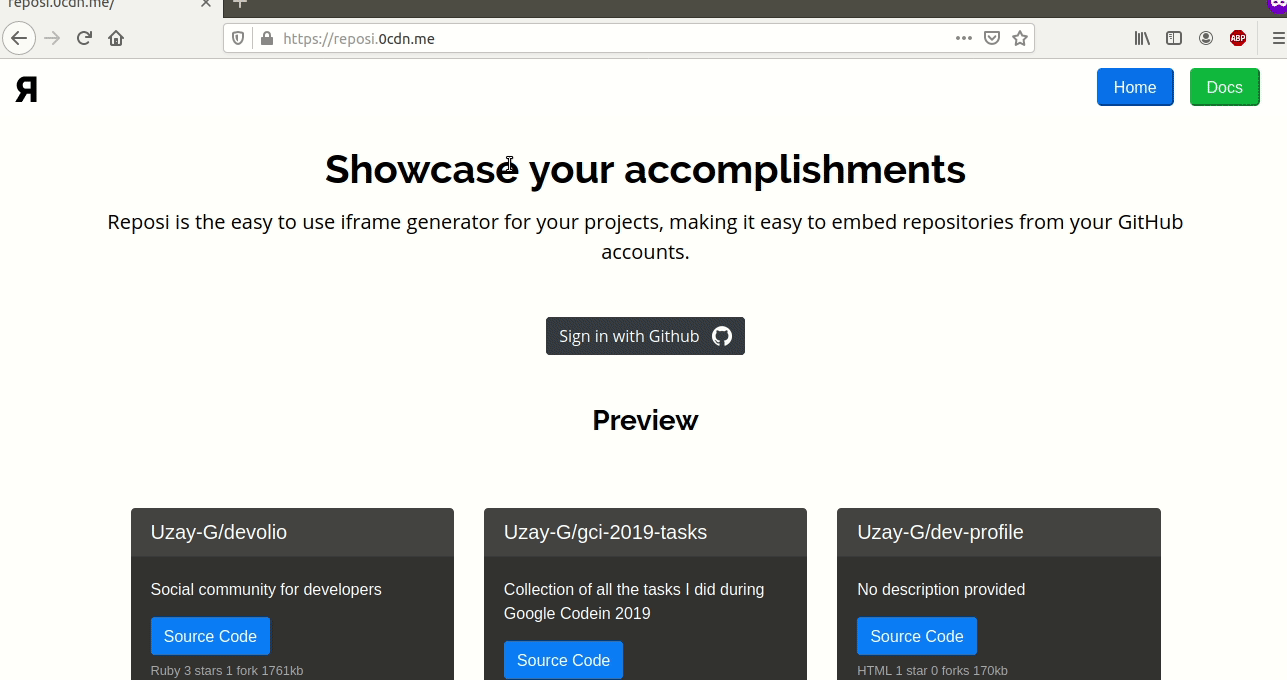 reposi.0cdn.me/
https://reposi.0cdn.me
ABP
Я
Home
Docs
Showcase your accomplishments
Reposi is the easy to use iframe generator for your projects, making it easy to embed repositories from your GitHub
accounts.
Sign in with Github
Preview
Uzay-G/devolio
Social community for developers
Source Code
Ruby 3 stars 1 fork 1761kb
Uzay-G/gci-2019-tasks
Collection of all the tasks I did during
Google Codein 2019
Source Code
Uzay-G/dev-profile
No description provided
Source Code
HTML 1 star 0 forks 170kb